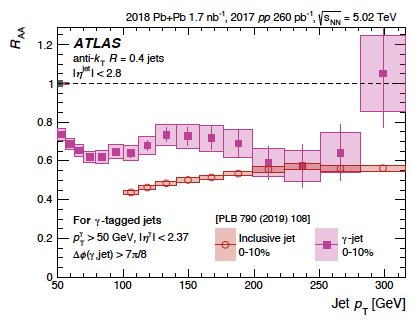 2018 Pb+Pb 1.7 nb⁻¹, 2017 pp 260 pb⁻¹, √sNN = 5.02 TeV
RAA
ATLAS
anti-kT R = 0.4 jets
|ηjet| < 2.8
1.2
1
0.8
0.6
0.4
0.2
0
For γ-tagged jets
pTγ > 50 GeV, |ηγ| < 2.37
Δφ(γ,jet) > 7π/8
[PLB 790 (2019) 108]
Inclusive jet
0-10%
γ-jet
0-10%
50 100 150 200 250 300
Jet pT [GeV]